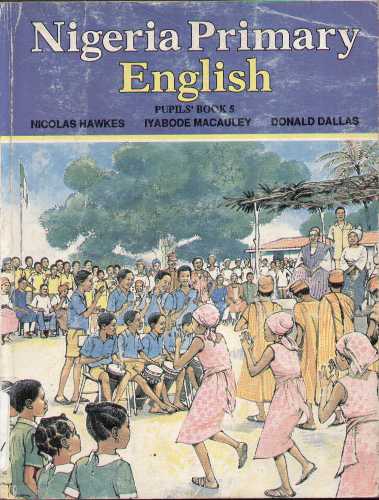 Nigeria Primary
English
PUPILS' BOOK 5
NICOLAS HAWKES IYABODE MACAULEY DONALD DALLAS